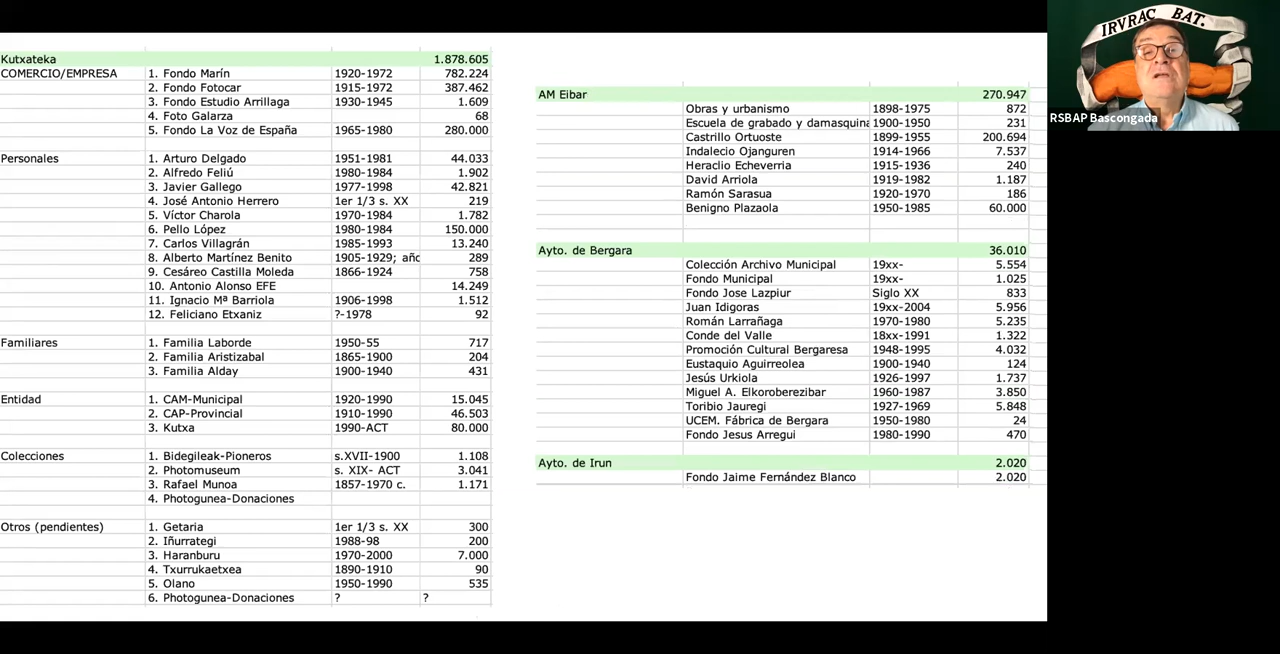 Kutxateka 1.878.605
COMERCIO/EMPRESA 1. Fondo Marín 1920-1972 782.224
2. Fondo Fotocar 1915-1972 387.462
3. Fondo Estudio Arrillaga 1930-1945 1.609
4. Foto Galarza 68
5. Fondo La Voz de España 1965-1980 280.000
Personales 1. Arturo Delgado 1951-1981 44.033
2. Alfredo Feliú 1980-1984 1.902
3. Javier Gallego 1977-1998 42.821
4. José Antonio Herrero 1er 1/3 s. XX 219
5. Víctor Charola 1970-1984 1.782
6. Pello López 1980-1984 150.000
7. Carlos Villagrán 1985-1993 13.240
8. Alberto Martínez Benito 1905-1929; año 289
9. Cesáreo Castilla Moleda 1866-1924 758
10. Antonio Alonso EFE 14.249
11. Ignacio Mª Barriola 1906-1998 1.512
12. Feliciano Etxaniz ?-1978 92
Familiares 1. Familia Laborde 1950-55 717
2. Familia Aristizabal 1865-1900 204
3. Familia Alday 1900-1940 431
Entidad 1. CAM-Municipal 1920-1990 15.045
2. CAP-Provincial 1910-1990 46.503
3. Kutxa 1990-ACT 80.000
Colecciones 1. Bidegileak-Pioneros s.XVII-1900 1.108
2. Photomuseum s. XIX- ACT 3.041
3. Rafael Munoa 1857-1970 c. 1.171
4. Photogunea-Donaciones
Otros (pendientes) 1. Getaria 1er 1/3 s. XX 300
2. Iñurrategi 1988-98 200
3. Haranburu 1970-2000 7.000
4. Txurrukaetxea 1890-1910 90
5. Olano 1950-1990 535
6. Photogunea-Donaciones ? ?
AM Eibar 270.947
Obras y urbanismo 1898-1975 872
Escuela de grabado y damasquina 1900-1950 231
Castrillo Ortuoste 1899-1955 200.694
Indalecio Ojanguren 1914-1966 7.537
Heraclio Echeverria 1915-1936 240
David Arriola 1919-1982 1.187
Ramón Sarasua 1920-1970 186
Benigno Plazaola 1950-1985 60.000
Ayto. de Bergara 36.010
Colección Archivo Municipal 19xx- 5.554
Fondo Municipal 19xx- 1.025
Fondo Jose Lazpiur Siglo XX 833
Juan Idigoras 19xx-2004 5.956
Román Larrañaga 1970-1980 5.235
Conde del Valle 18xx-1991 1.322
Promoción Cultural Bergaresa 1948-1995 4.032
Eustaquio Aguirreolea 1900-1940 124
Jesús Urkiola 1926-1997 1.737
Miguel A. Elkoroberezibar 1960-1987 3.850
Toribio Jauregi 1927-1969 5.848
UCEM. Fábrica de Bergara 1950-1980 24
Fondo Jesus Arregui 1980-1990 470
Ayto. de Irun 2.020
Fondo Jaime Fernández Blanco 2.020
IRVRAC BAT.
RSBAP Bascongada